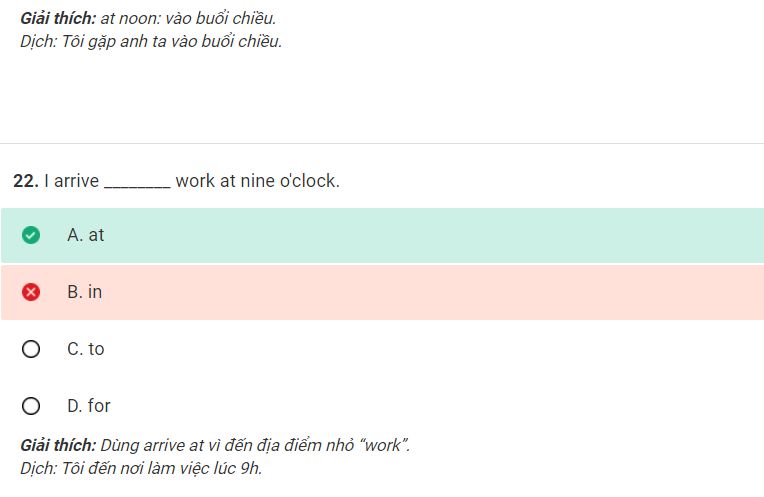 Giải thích: at noon: vào buổi chiều.
Dịch: Tôi gặp anh ta vào buổi chiều.
22. I arrive ________ work at nine o'clock.
A. at
B. in
C. to
D. for
Giải thích: Dùng arrive at vì đến địa điểm nhỏ “work”.
Dịch: Tôi đến nơi làm việc lúc 9h.